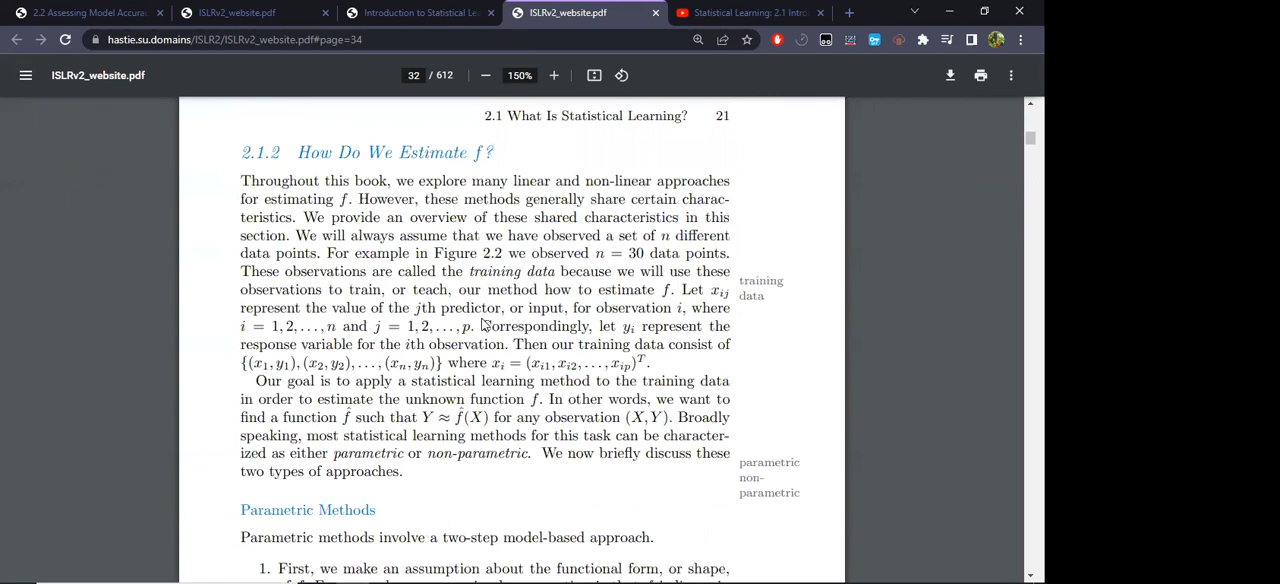 2.2 Assessing Model Accurac
ISLRv2_website.pdf
Introduction to Statistical Le
ISLRv2_website.pdf
Statistical Learning: 2.1 Intro
hastie.su.domains/ISLR2/ISLRv2_website.pdf#page=34
ISLRv2_website.pdf
32 / 612
150%
2.1 What Is Statistical Learning? 21
2.1.2 How Do We Estimate f?
Throughout this book, we explore many linear and non-linear approaches
for estimating f. However, these methods generally share certain charac-
teristics. We provide an overview of these shared characteristics in this
section. We will always assume that we have observed a set of n different
data points. For example in Figure 2.2 we observed n = 30 data points.
These observations are called the training data because we will use these
observations to train, or teach, our method how to estimate f. Let xij
represent the value of the jth predictor, or input, for observation i, where
i = 1, 2, . . . , n and j = 1, 2, . . . , p. Correspondingly, let yi represent the
response variable for the ith observation. Then our training data consist of
{(x1, y1), (x2, y2), . . . , (xn, yn)} where xi = (xi1, xi2, . . . , xip)T.
training
data
Our goal is to apply a statistical learning method to the training data
in order to estimate the unknown function f. In other words, we want to
find a function f̂ such that Y ≈ f̂(X) for any observation (X, Y). Broadly
speaking, most statistical learning methods for this task can be character-
ized as either parametric or non-parametric. We now briefly discuss these
two types of approaches.
parametric
non-
parametric
Parametric Methods
Parametric methods involve a two-step model-based approach.
1. First, we make an assumption about the functional form, or shape,